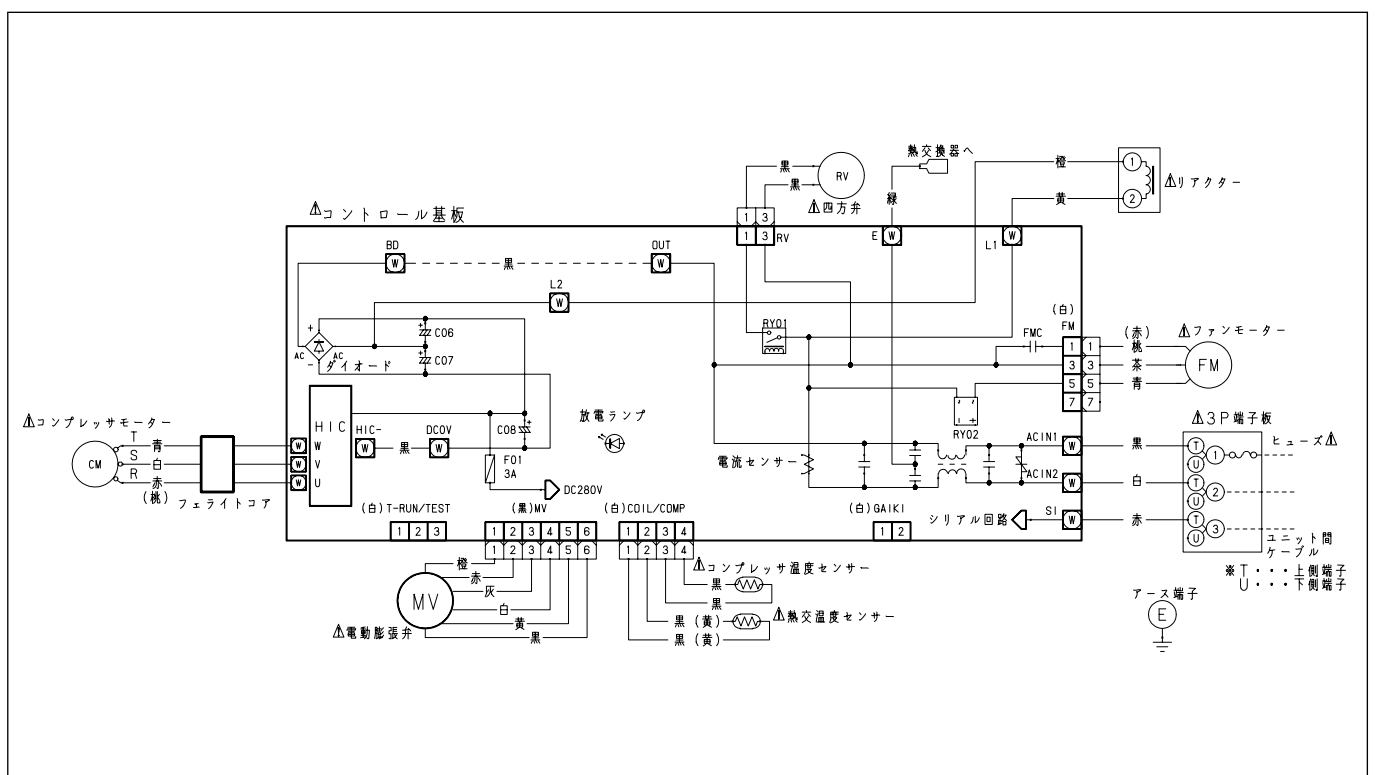 熱交換器へ
黒
RV
黒
⚠四方弁
緑
橙
黄
1
2
⚠リアクター
⚠コントロール基板
1 3
1 3 RV
E W
L1 W
BD
W
黒
OUT
W
L2
W
RY01
+
C06
+
C07
AC AC
-
ダイオード
FMC
(白)
FM
1 1
3 3
5 5
7 7
(赤)
桃
茶
青
⚠ファンモーター
FM
RY02
- +
⚠コンプレッサモーター
CM
T
S
R
青
白
赤
(桃)
フェライトコア
W
W
W
HIC
W
V
U
HIC-
W
黒
DC0V
W
C08
+
F01
3A
DC280V
放電ランプ
電流センサー
ACIN1
W
ACIN2
W
シリアル回路
SI
W
黒
白
赤
⚠3P端子板
T
U
1
T
U
2
T
U
3
ヒューズ⚠
ユニット間
ケーブル
※T・・・上側端子
U・・・下側端子
(白)T-RUN/TEST
1 2 3
(黒)MV
1 2 3 4 5 6
1 2 3 4 5 6
(白)COIL/COMP
1 2 3 4
1 2 3 4
(白)GAIKI
1 2
橙
赤
灰
白
黄
黒
MV
⚠電動膨張弁
⚠コンプレッサ温度センサー
黒
黒
黒(黄)
黒(黄)
⚠熱交温度センサー
アース端子
E